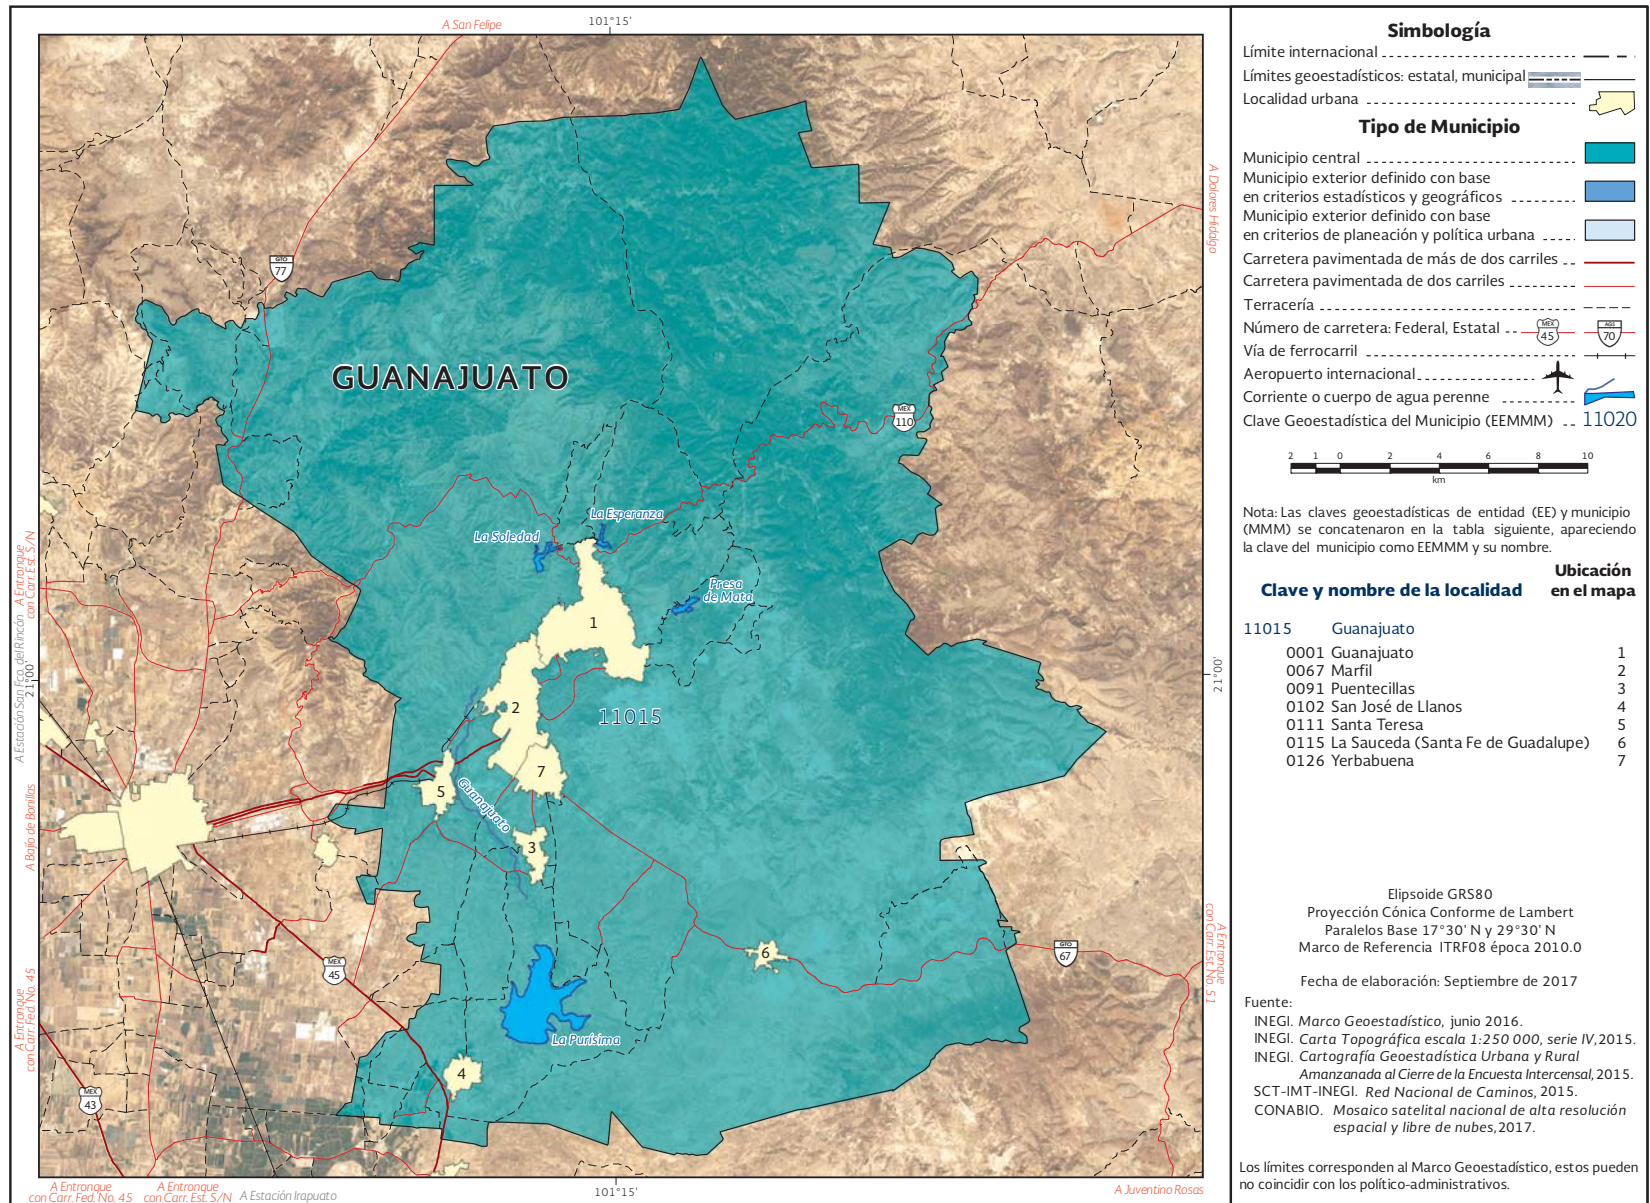 A San Felipe
101°15'
A Dolores Hidalgo
GTO
77
GUANAJUATO
MEX
110
La Esperanza
La Soledad
Presa
de Mata
1
2
11015
7
5
Guanajuato
3
6
GTO
67
MEX
45
La Purísima
4
MEX
43
A Entronque
con Carr. Est. S/N
A Estación San Fco. del Rincón
21°00'
A Bajío de Bonillas
A Entronque
con Carr. Fed. No. 45
21°00'
A Entronque
con Carr. Est. No. 51
A Entronque
con Carr. Fed. No. 45
A Entronque
con Carr. Est. S/N
A Estación Irapuato
101°15'
A Juventino Rosas
Simbología
Límite internacional
Límites geoestadísticos: estatal, municipal
Localidad urbana
Tipo de Municipio
Municipio central
Municipio exterior definido con base
en criterios estadísticos y geográficos
Municipio exterior definido con base
en criterios de planeación y política urbana
Carretera pavimentada de más de dos carriles
Carretera pavimentada de dos carriles
Terracería
Número de carretera: Federal, Estatal MEX 45 AGS 70
Vía de ferrocarril
Aeropuerto internacional
Corriente o cuerpo de agua perenne
Clave Geoestadística del Municipio (EEMMM) 11020
2 1 0 2 4 6 8 10
km
Nota: Las claves geoestadísticas de entidad (EE) y municipio
(MMM) se concatenaron en la tabla siguiente, apareciendo
la clave del municipio como EEMMM y su nombre.
Clave y nombre de la localidad
Ubicación
en el mapa
11015 Guanajuato
0001 Guanajuato 1
0067 Marfil 2
0091 Puentecillas 3
0102 San José de Llanos 4
0111 Santa Teresa 5
0115 La Sauceda (Santa Fe de Guadalupe) 6
0126 Yerbabuena 7
Elipsoide GRS80
Proyección Cónica Conforme de Lambert
Paralelos Base 17°30' N y 29°30' N
Marco de Referencia ITRF08 época 2010.0
Fecha de elaboración: Septiembre de 2017
Fuente:
INEGI. Marco Geoestadístico, junio 2016.
INEGI. Carta Topográfica escala 1:250 000, serie IV, 2015.
INEGI. Cartografía Geoestadística Urbana y Rural
Amanzanada al Cierre de la Encuesta Intercensal, 2015.
SCT-IMT-INEGI. Red Nacional de Caminos, 2015.
CONABIO. Mosaico satelital nacional de alta resolución
espacial y libre de nubes, 2017.
Los límites corresponden al Marco Geoestadístico, estos pueden
no coincidir con los político-administrativos.